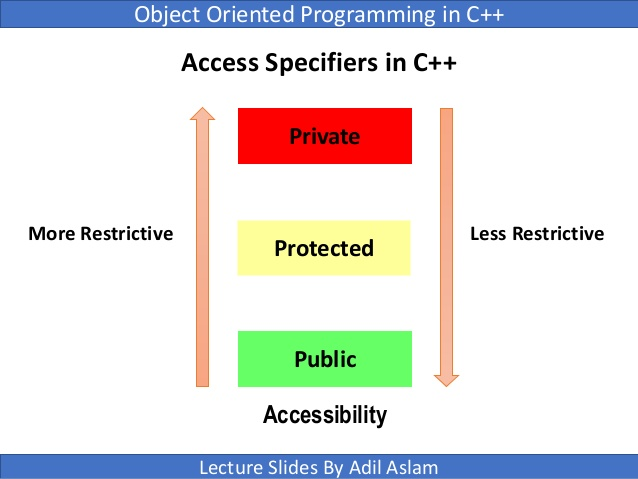 Object Oriented Programming in C++
Access Specifiers in C++
Private
More Restrictive
Protected
Less Restrictive
Public
Accessibility
Lecture Slides By Adil Aslam